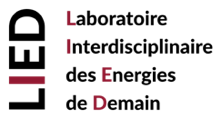 LIED
Laboratoire
Interdisciplinaire
des Energies
de Demain